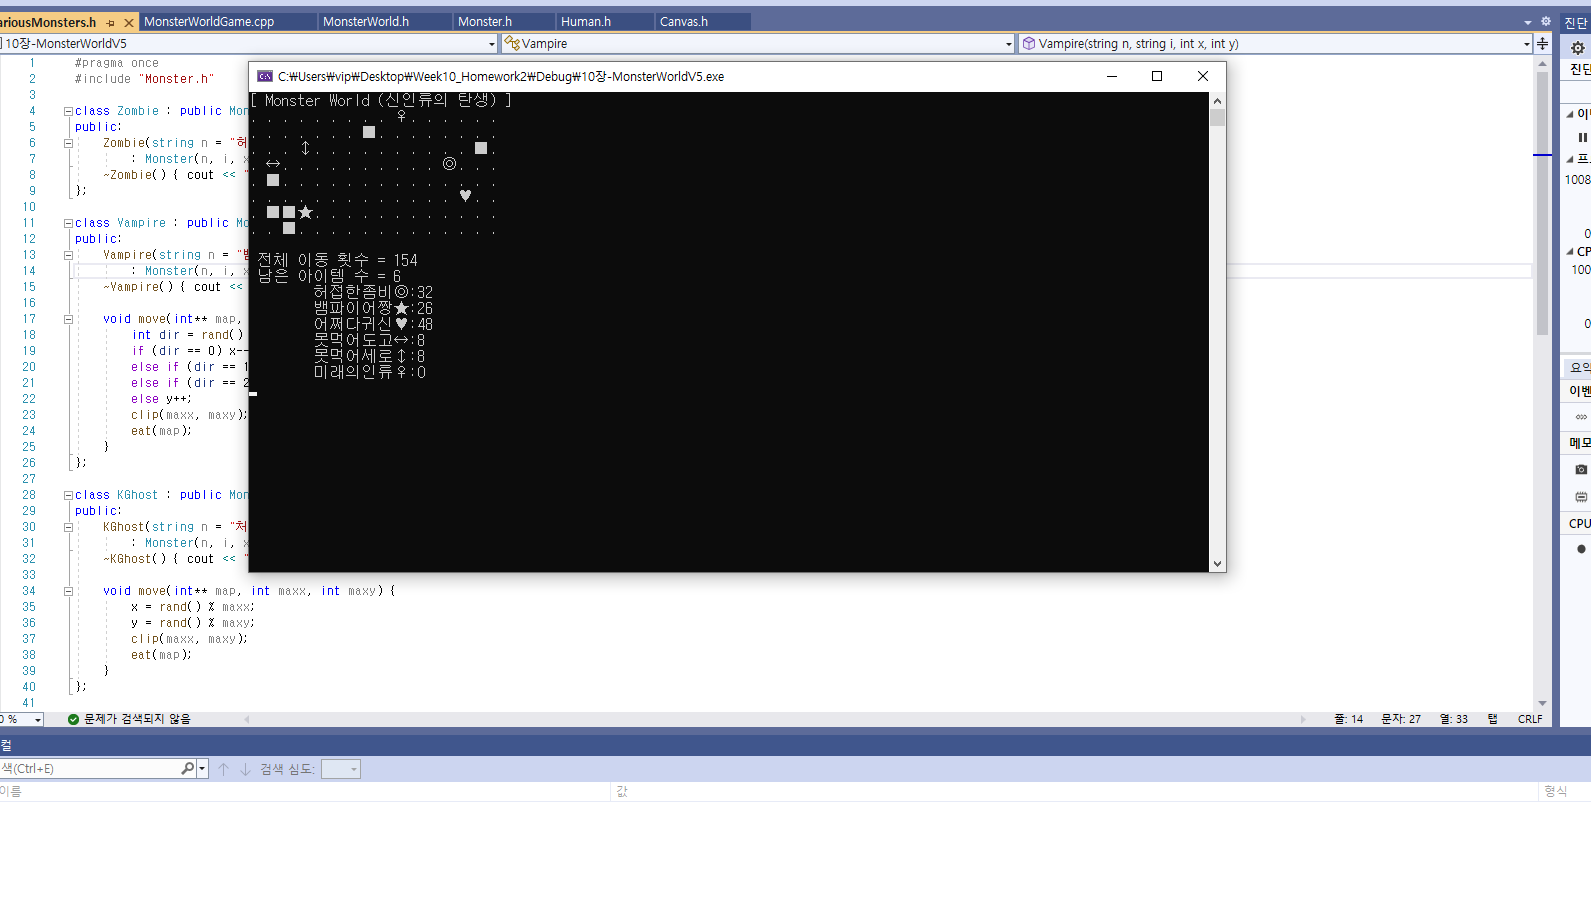 ariousMonsters.h
MonsterWorldGame.cpp
MonsterWorld.h
Monster.h
Human.h
Canvas.h
진단
10장-MonsterWorldV5
Vampire
Vampire(string n, string i, int x, int y)
C:\Users\vip\Desktop\Week10_Homework2\Debug\10장-MonsterWorldV5.exe
[ Monster World (신인류의 탄생) ]
. . . . . . . . . ♀ . . . . . .
. . . . . . . ■ . . . . . . . .
. . . ↕ . . . . . . . . . . ■ .
. ↔ . . . . . . . . . . ◎ . . .
. ■ . . . . . . . . . . . . . .
. . . . . . . . . . . . . ♥ . .
. ■ ■ ★ . . . . . . . . . . . .
. . ■ . . . . . . . . . . . . .
전체 이동 횟수 = 154
남은 아이템 수 = 6
허접한좀비◎:32
뱀파이어짱★:26
어쩌다귀신♥:48
못먹어도고↔:8
못먹어세로↕:8
미래의인류♀:0
1 #pragma once
2 #include "Monster.h"
3
4 class Zombie : public Mon
5 public:
6 Zombie(string n = "허
7 : Monster(n, i, x
8 ~Zombie() { cout << "
9 };
10
11 class Vampire : public Mo
12 public:
13 Vampire(string n = "뱀
14 : Monster(n, i, x
15 ~Vampire() { cout <<
16
17 void move(int** map,
18 int dir = rand()
19 if (dir == 0) x--
20 else if (dir == 1
21 else if (dir == 2
22 else y++;
23 clip(maxx, maxy);
24 eat(map);
25 }
26 };
27
28 class KGhost : public Mon
29 public:
30 KGhost(string n = "처
31 : Monster(n, i, x
32 ~KGhost() { cout << "
33
34 void move(int** map, int maxx, int maxy) {
35 x = rand() % maxx;
36 y = rand() % maxy;
37 clip(maxx, maxy);
38 eat(map);
39 }
40 };
41
진단
이벤
프
1008
0
CP
100
0
요약
이벤
메모
CPU
0 %
문제가 검색되지 않음
줄: 14
문자: 27
열: 33
탭
CRLF
컬
색(Ctrl+E)
검색 심도:
이름
값
형식